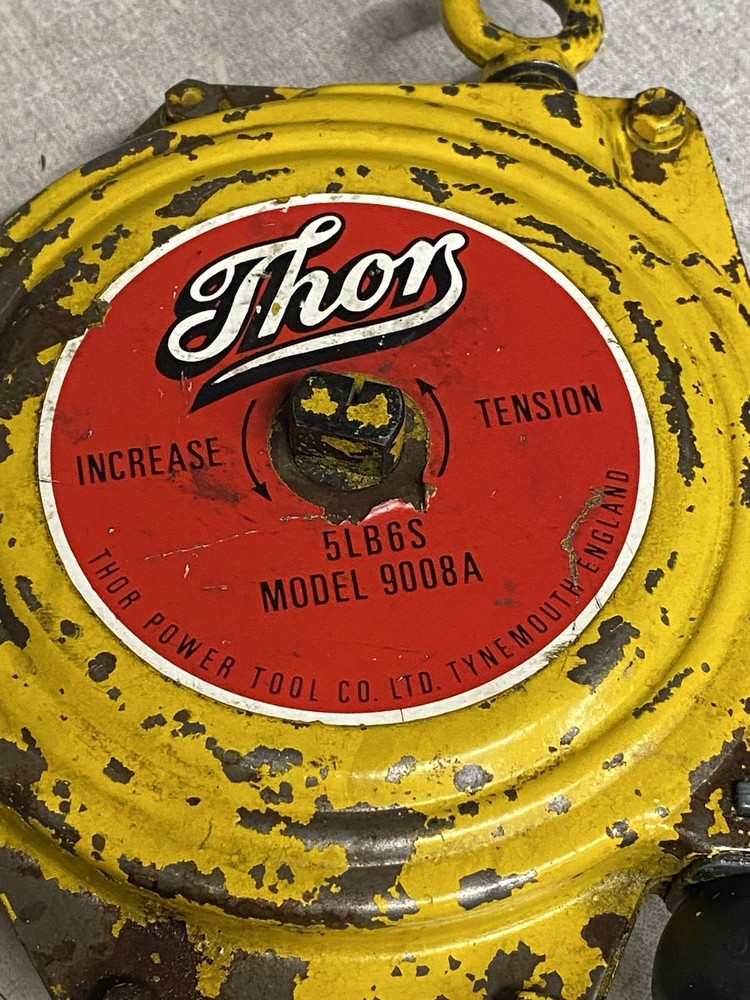 Thor
INCREASE TENSION
5LB6S
MODEL 9008A
THOR POWER TOOL CO. LTD. TYNEMOUTH ENGLAND